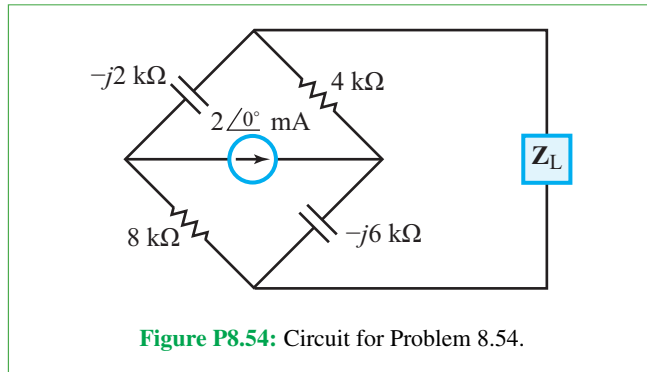 −j2 kΩ
4 kΩ
2∠0° mA
Z_L
8 kΩ
−j6 kΩ
Figure P8.54: Circuit for Problem 8.54.